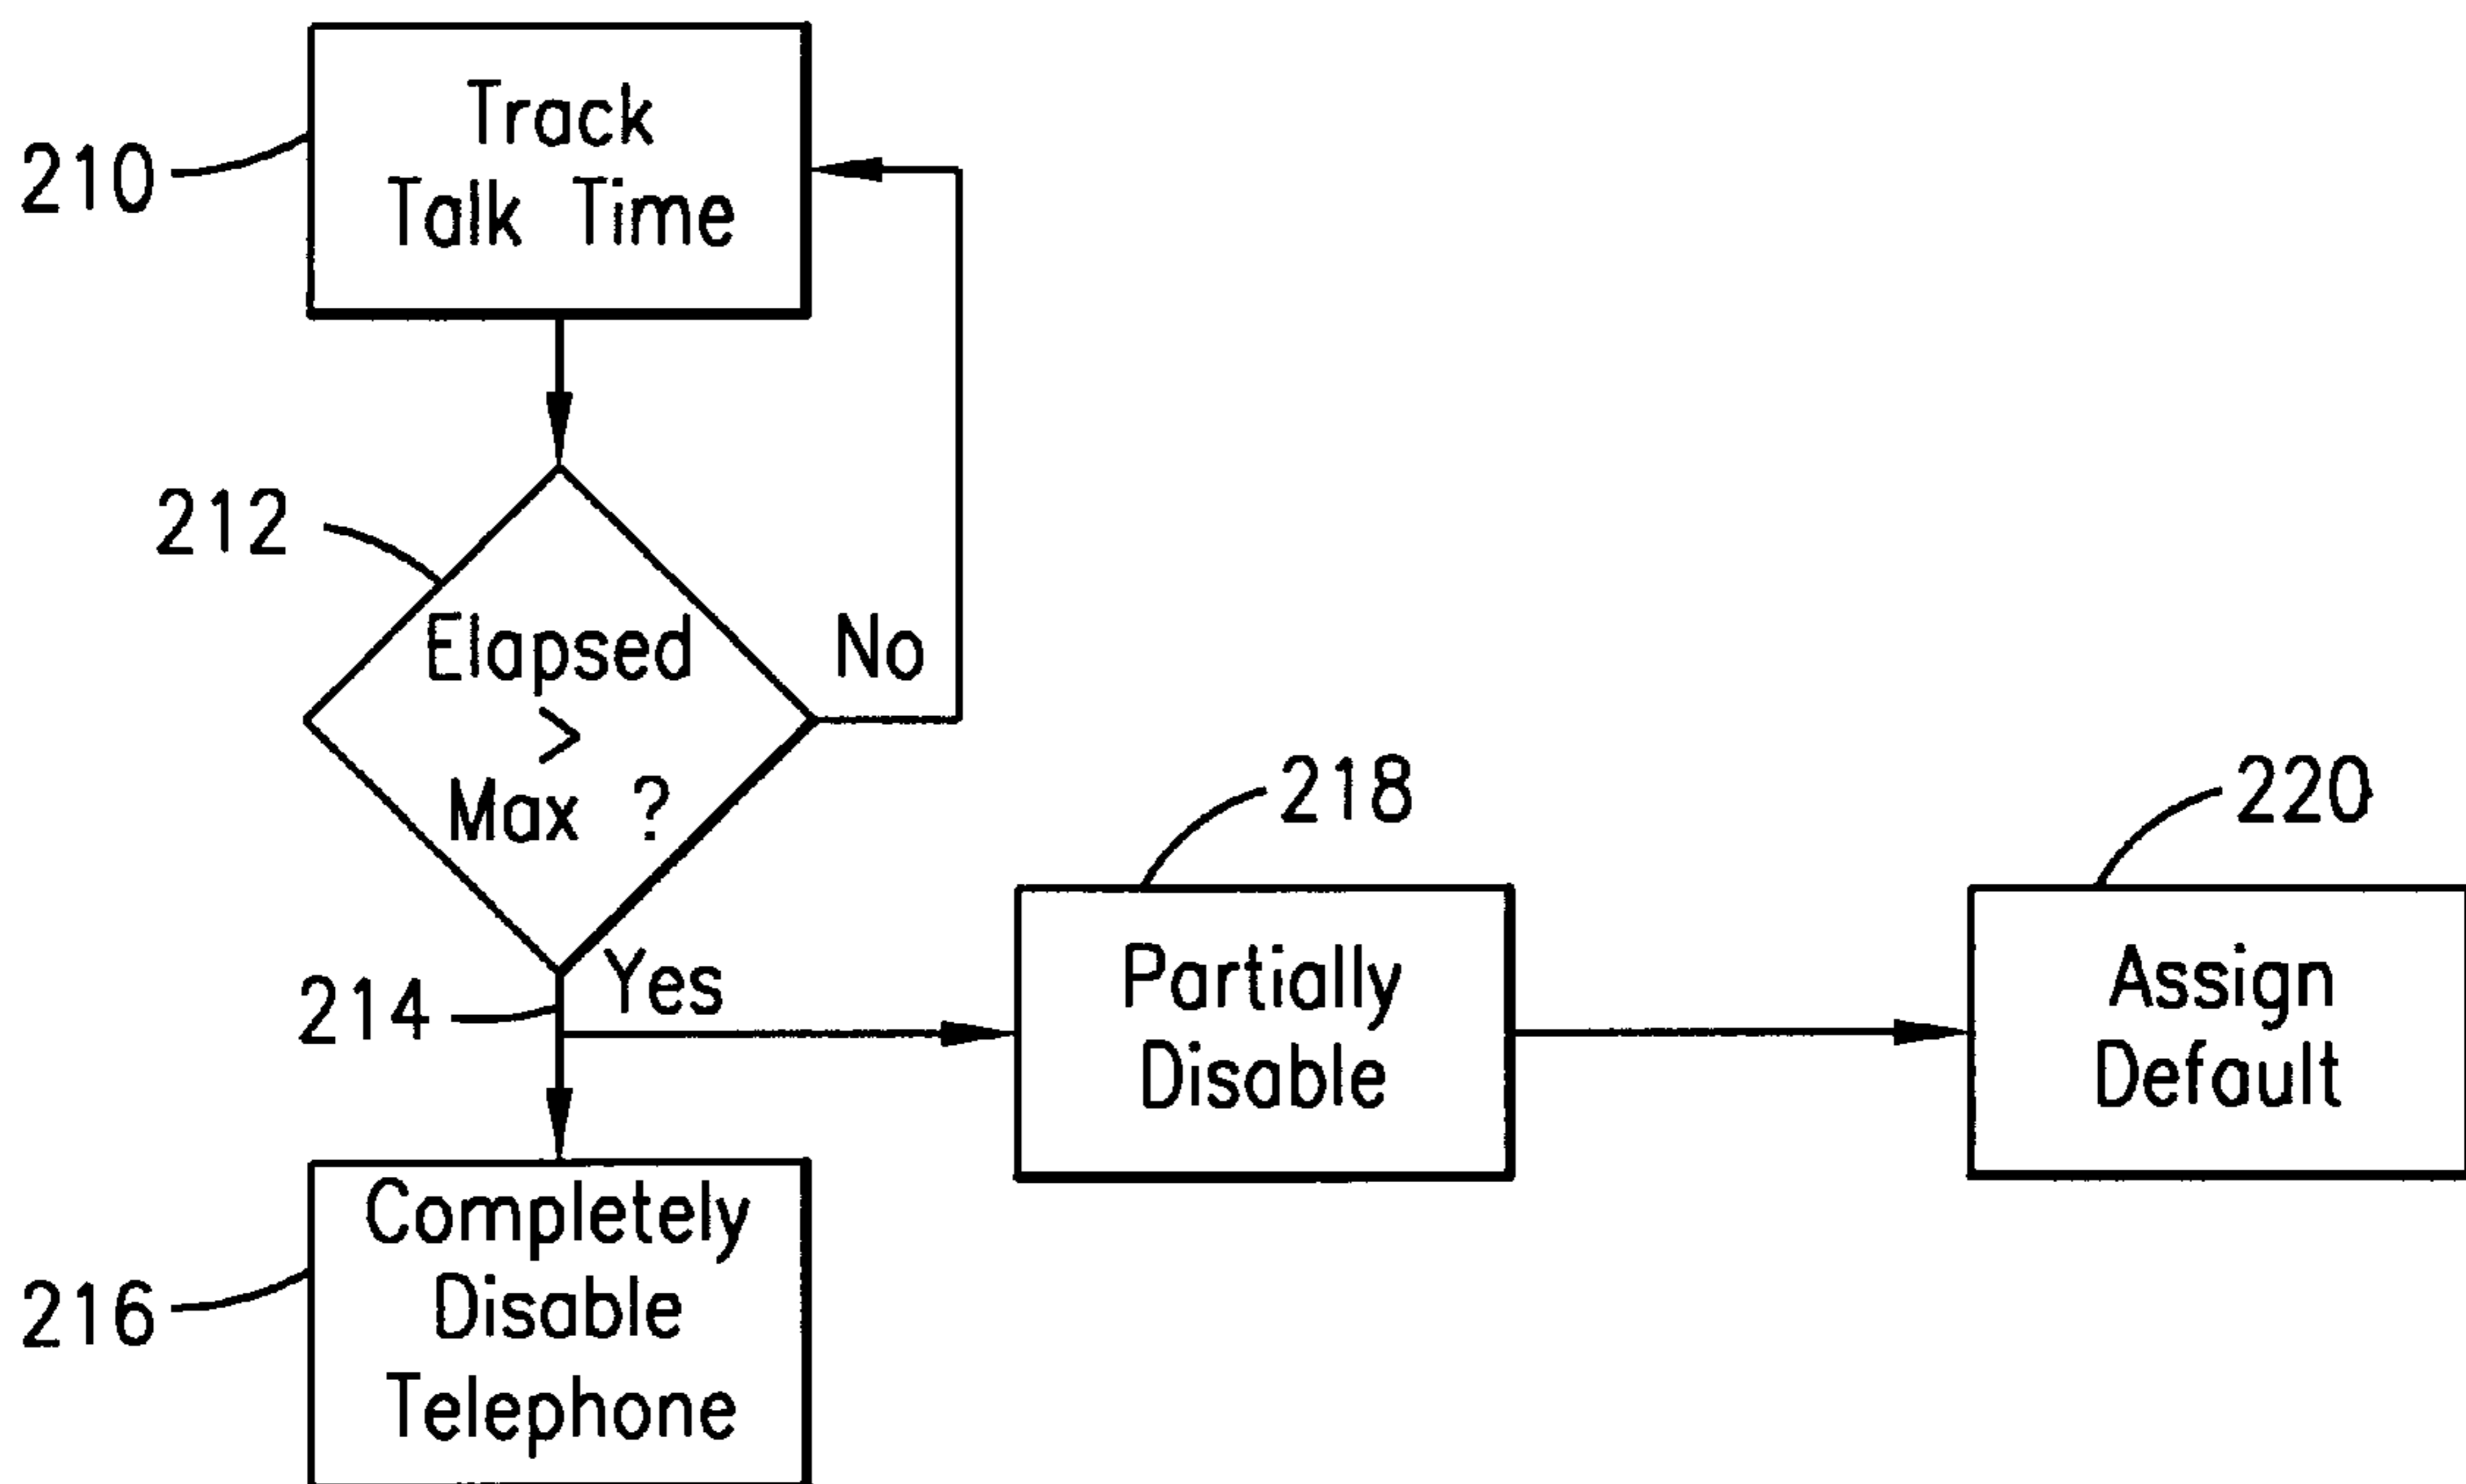 210
Track
Talk Time
212
Elapsed
>
Max ?
No
214
Yes
218
Partially
Disable
220
Assign
Default
216
Completely
Disable
Telephone